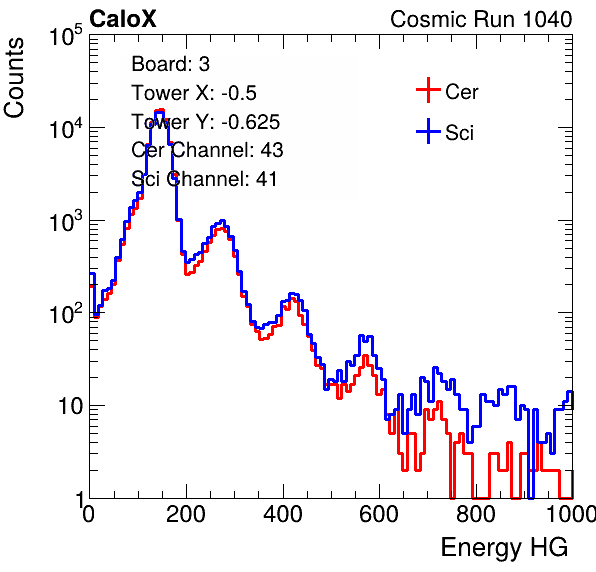 CaloX Cosmic Run 1040
Counts
Board: 3
Tower X: -0.5
Tower Y: -0.625
Cer Channel: 43
Sci Channel: 41
Cer
Sci
10^5
10^4
10^3
10^2
10
1
0 200 400 600 800 1000
Energy HG